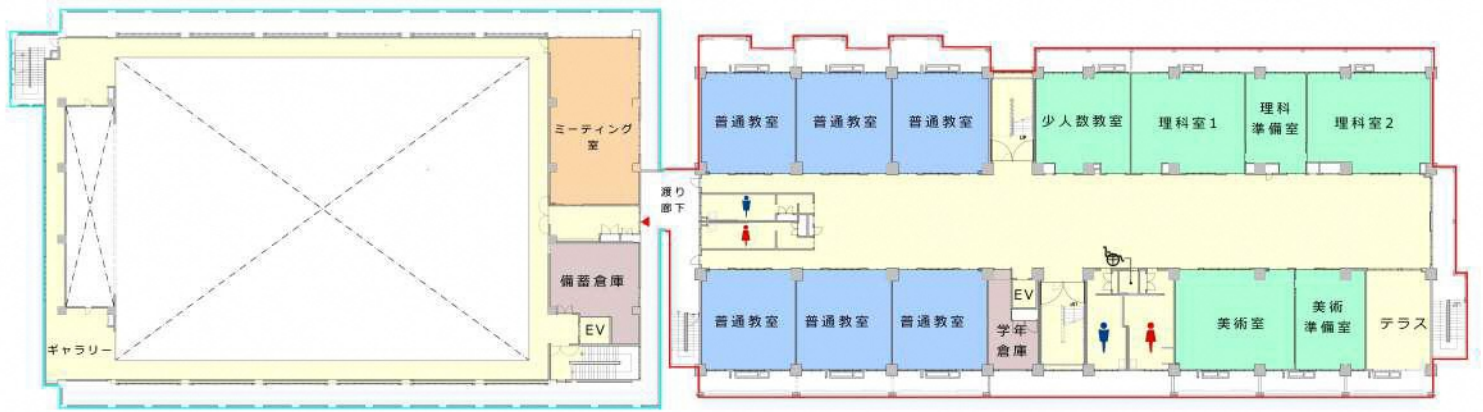 ミーティング
室
渡り
廊下
備蓄倉庫
EV
ギャラリー
普通教室
普通教室
普通教室
少人数教室
理科室1
理科
準備室
理科室2
普通教室
普通教室
普通教室
EV
学年
倉庫
美術室
美術
準備室
テラス